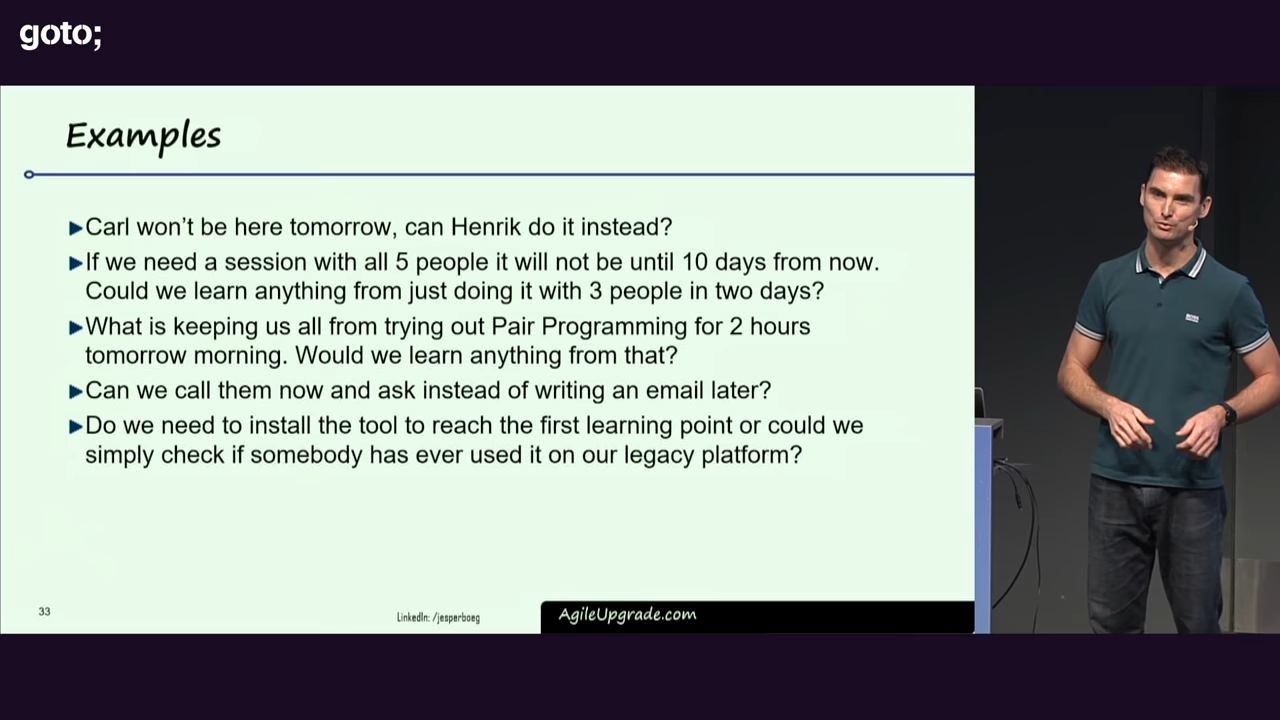 goto;
Examples
Carl won't be here tomorrow, can Henrik do it instead?
If we need a session with all 5 people it will not be until 10 days from now.
Could we learn anything from just doing it with 3 people in two days?
What is keeping us all from trying out Pair Programming for 2 hours
tomorrow morning. Would we learn anything from that?
Can we call them now and ask instead of writing an email later?
Do we need to install the tool to reach the first learning point or could we
simply check if somebody has ever used it on our legacy platform?
33
LinkedIn: /jesperboeg
AgileUpgrade.com
BOSS